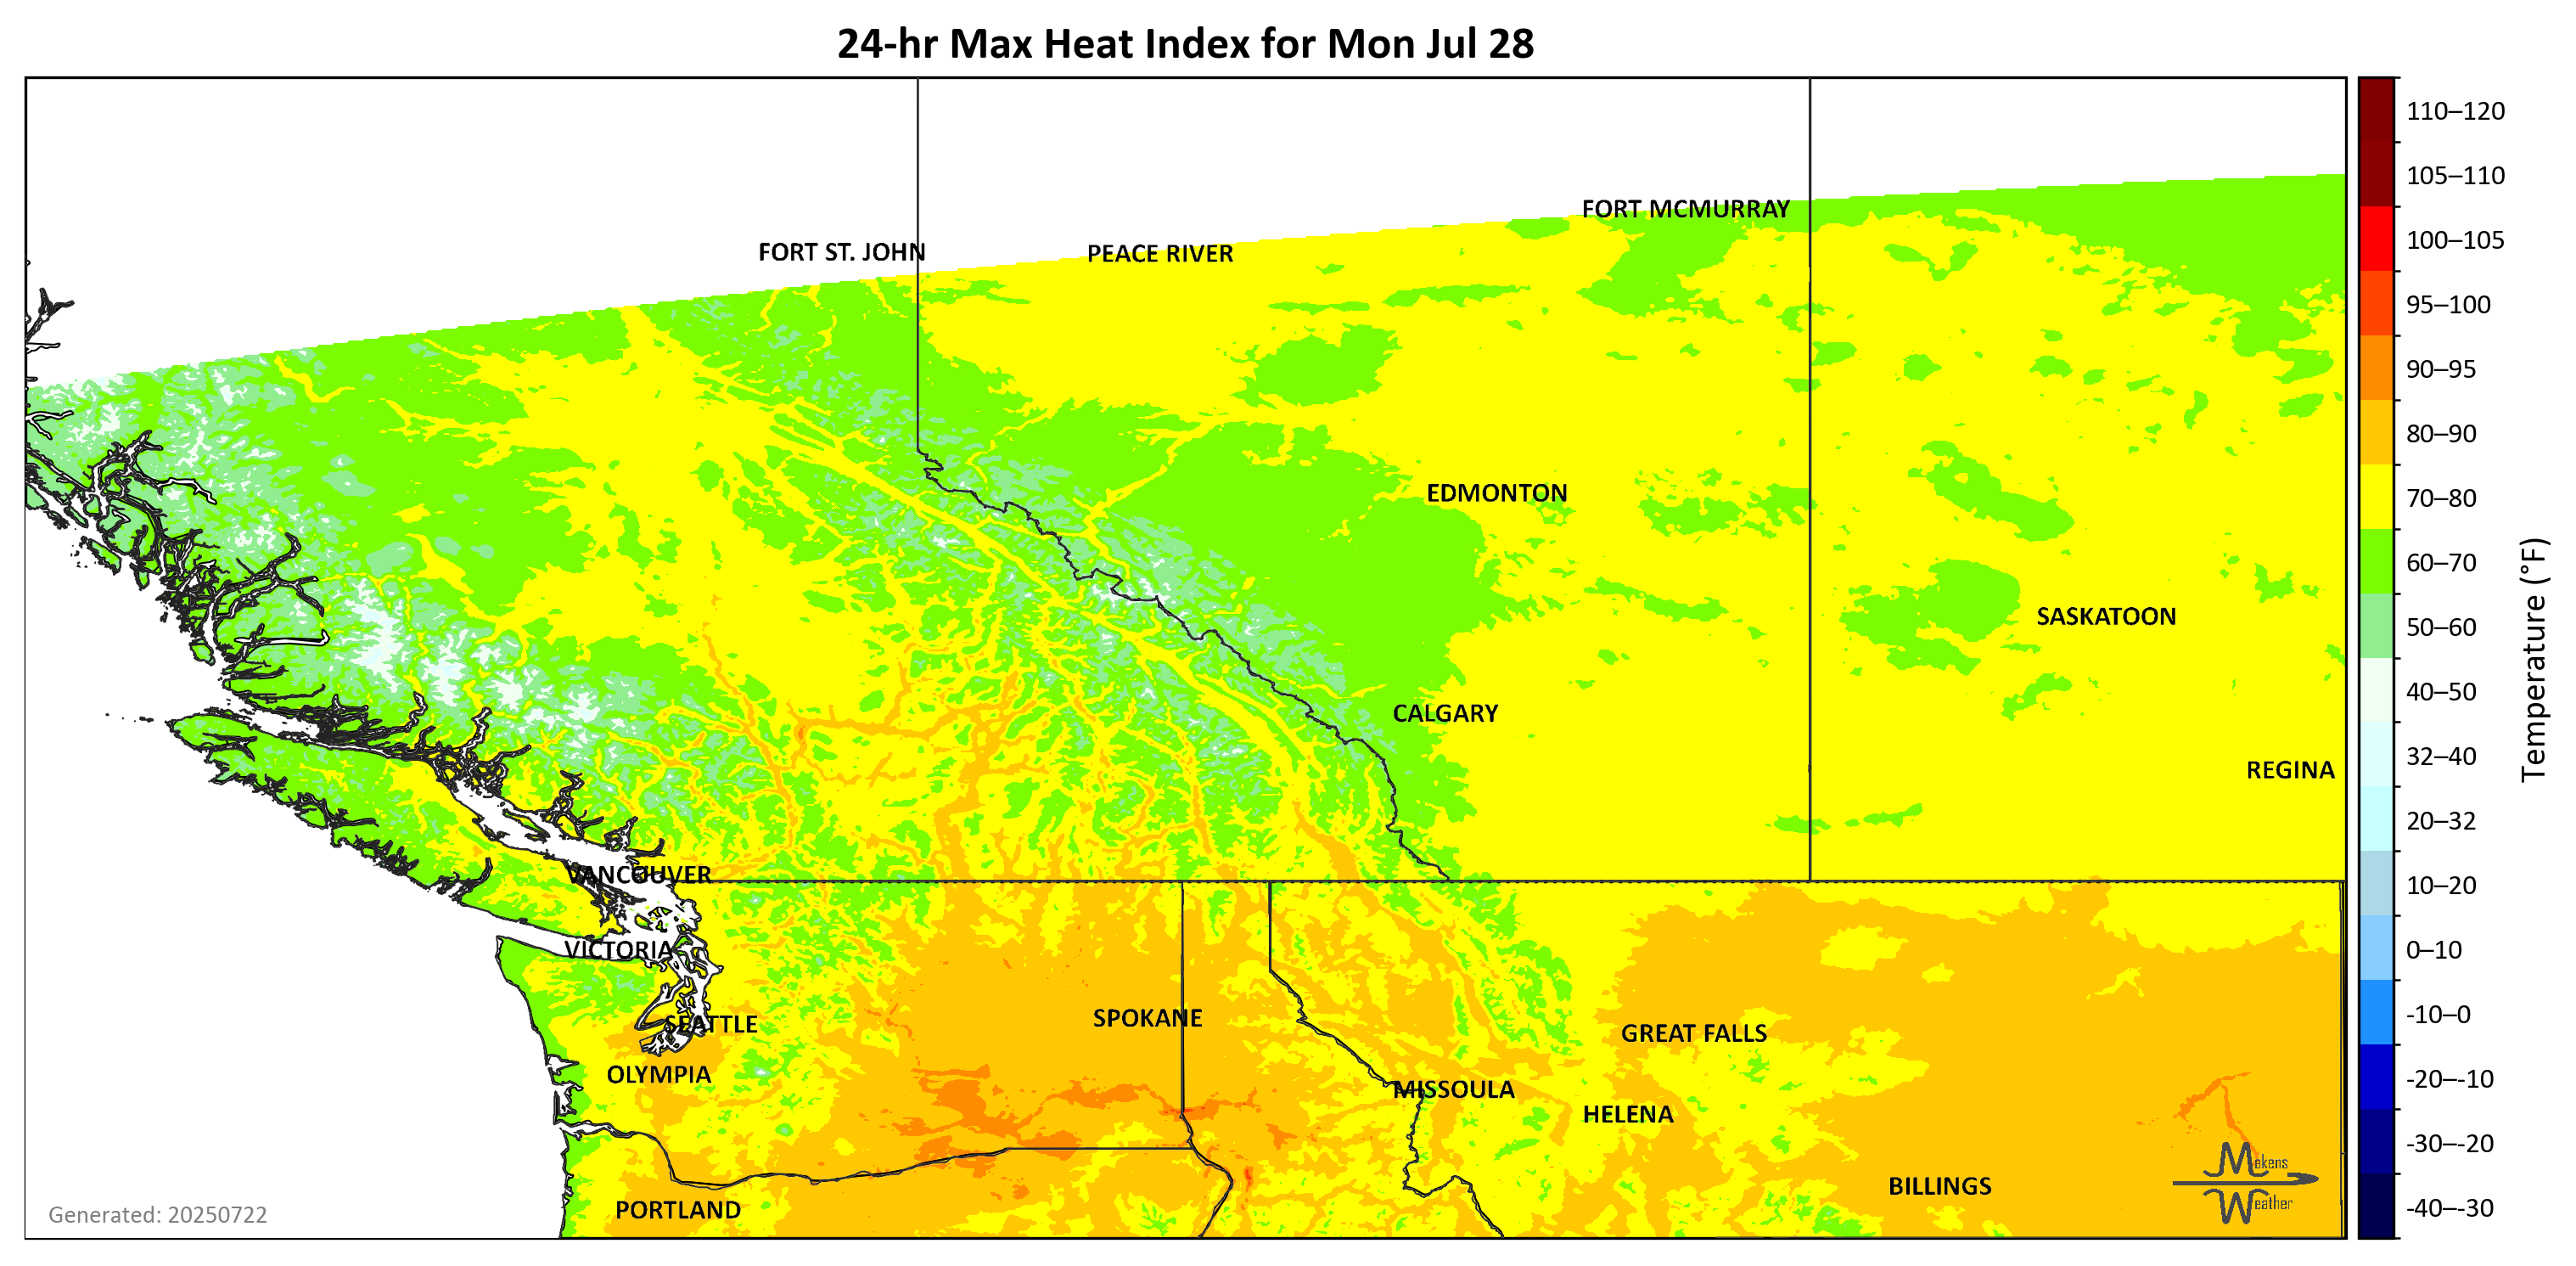 24-hr Max Heat Index for Mon Jul 28
FORT MCMURRAY
FORT ST. JOHN
PEACE RIVER
EDMONTON
SASKATOON
CALGARY
REGINA
VANCOUVER
VICTORIA
SEATTLE
SPOKANE
GREAT FALLS
OLYMPIA
MISSOULA
HELENA
BILLINGS
PORTLAND
Generated: 20250722
Makens
Weather
110–120
105–110
100–105
95–100
90–95
80–90
70–80
60–70
50–60
40–50
32–40
20–32
10–20
0–10
-10–0
-20–-10
-30–-20
-40–-30
Temperature (°F)